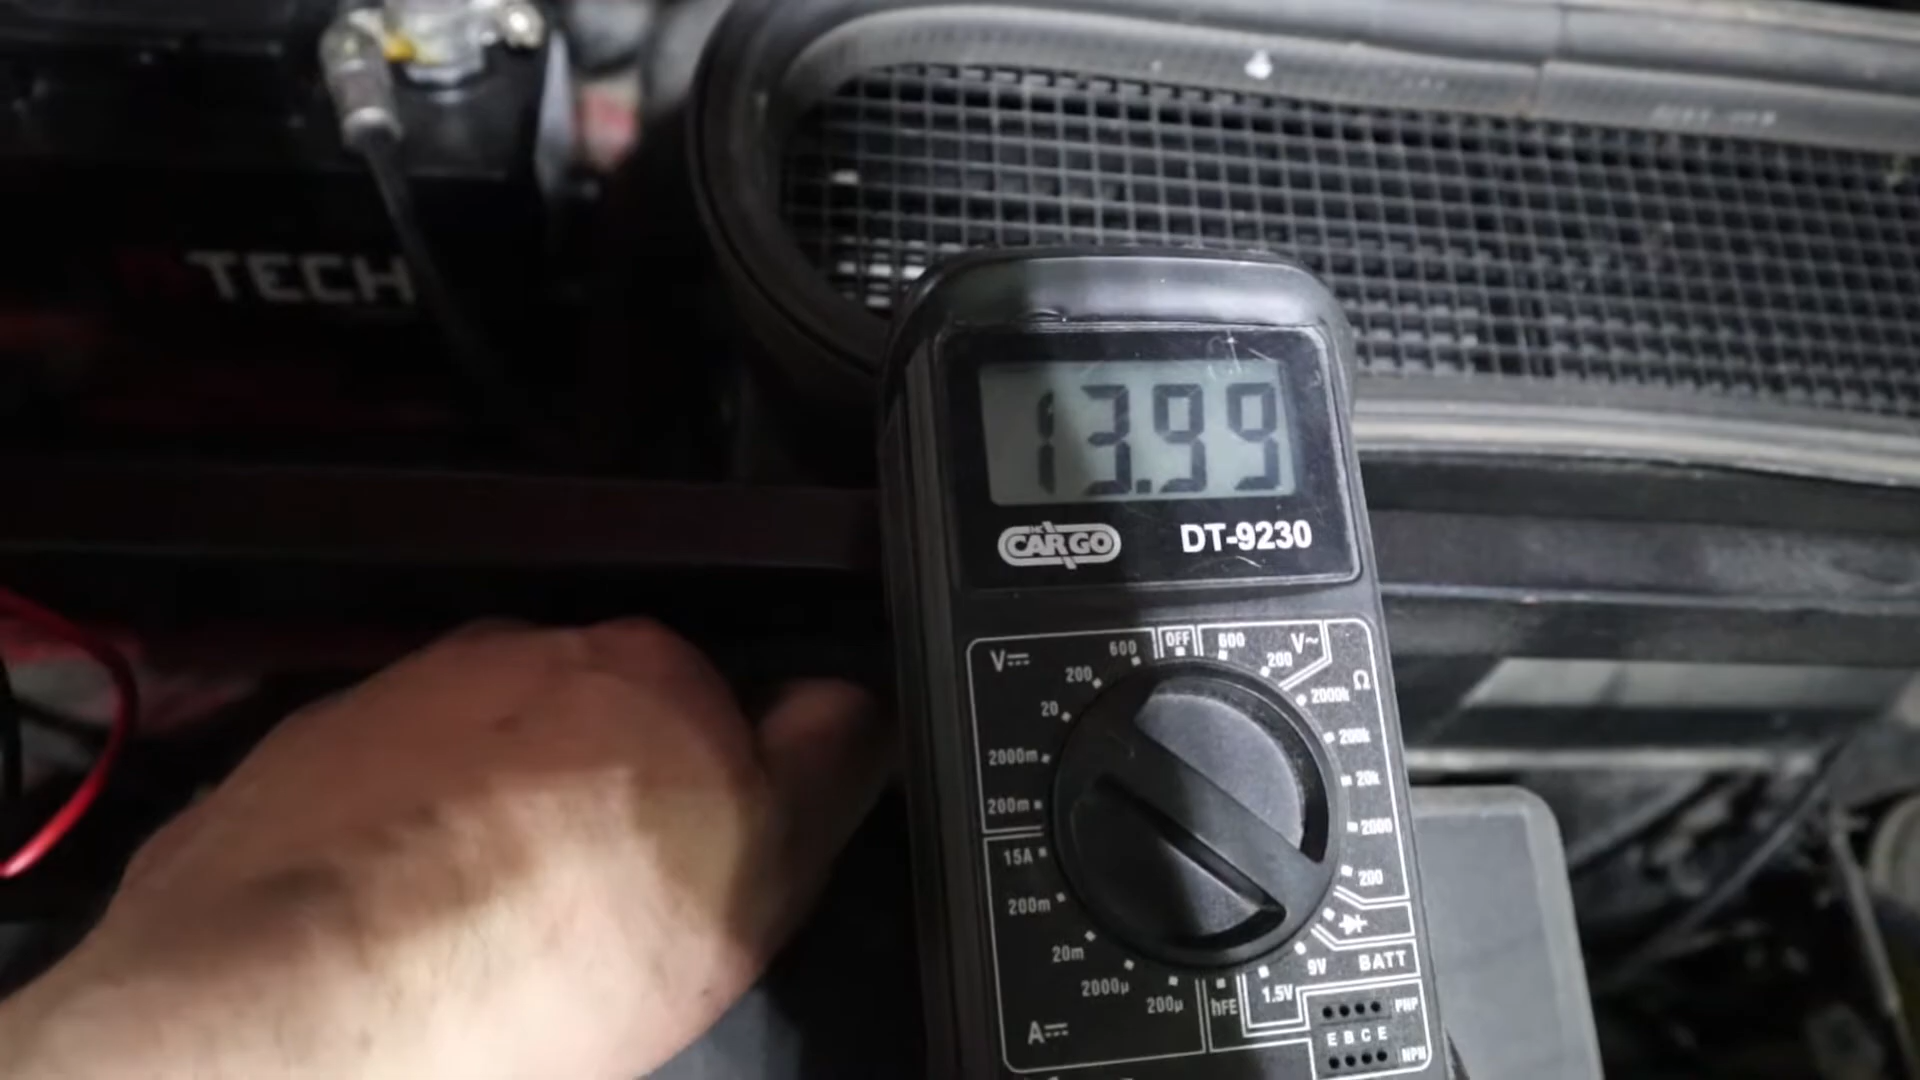 TECH
13.99
HC
CARGO
DT-9230
V⎓
600
OFF
600
V~
200
200
Ω
20
2000k
2000m
200k
200m
20k
15A
2000
200m
200
20m
9V BATT
2000µ
1.5V
200µ
hFE
A⎓
PNP
E B C E
NPN